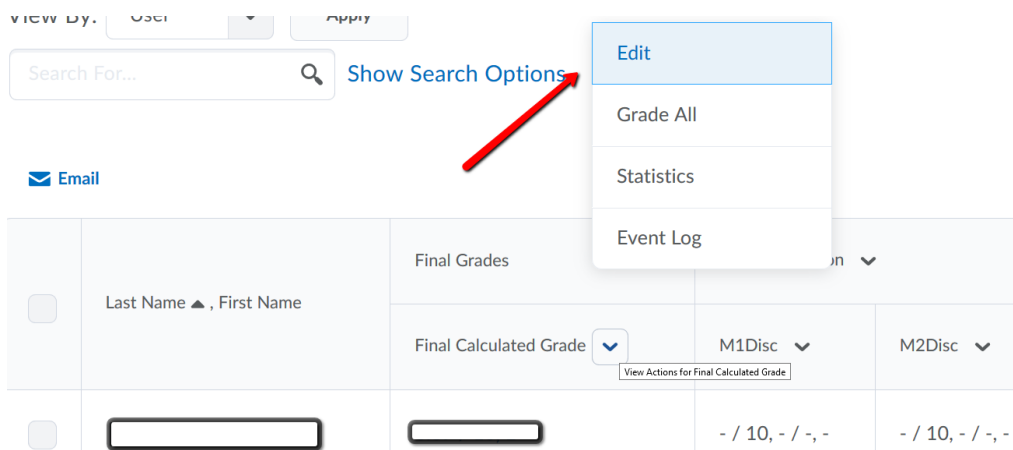 View By: User Apply
Edit
Search For... Show Search Options
Grade All
Statistics
Email
Event Log
Final Grades
Last Name , First Name
Final Calculated Grade M1Disc M2Disc
View Actions for Final Calculated Grade
- / 10, - / -, - - / 10, - / -, -